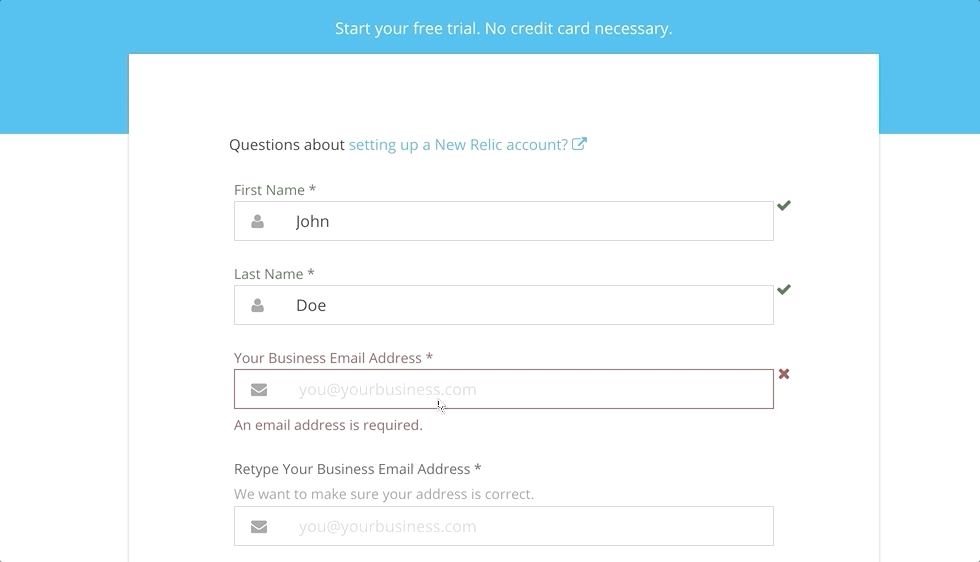 Start your free trial. No credit card necessary.
Questions about setting up a New Relic account?
First Name *
John
Last Name *
Doe
Your Business Email Address *
you@yourbusiness.com
An email address is required.
Retype Your Business Email Address *
We want to make sure your address is correct.
you@yourbusiness.com